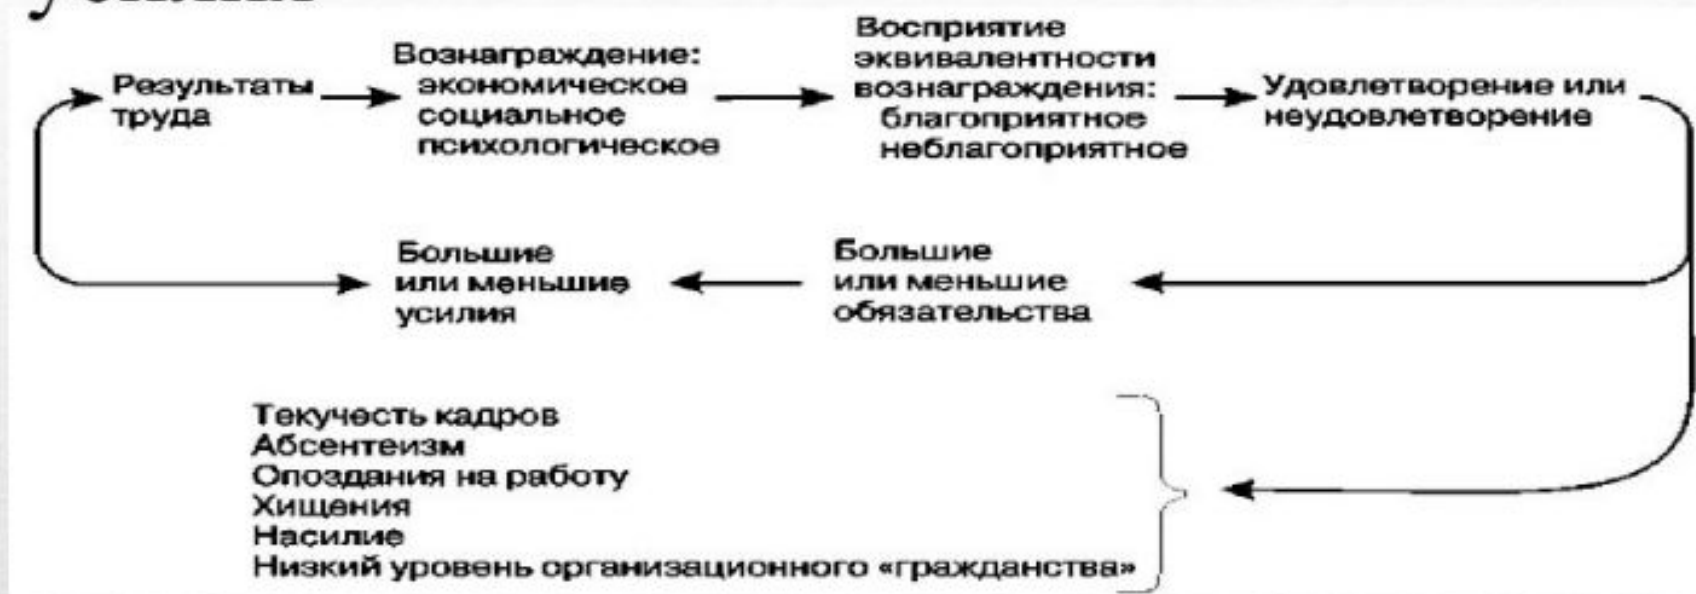 Результаты
труда
Вознаграждение:
экономическое
социальное
психологическое
Восприятие
эквивалентности
вознаграждения:
благоприятное
неблагоприятное
Удовлетворение или
неудовлетворение
Большие
или меньшие
усилия
Большие
или меньшие
обязательства
Текучесть кадров
Абсентеизм
Опоздания на работу
Хищения
Насилие
Низкий уровень организационного «гражданства»